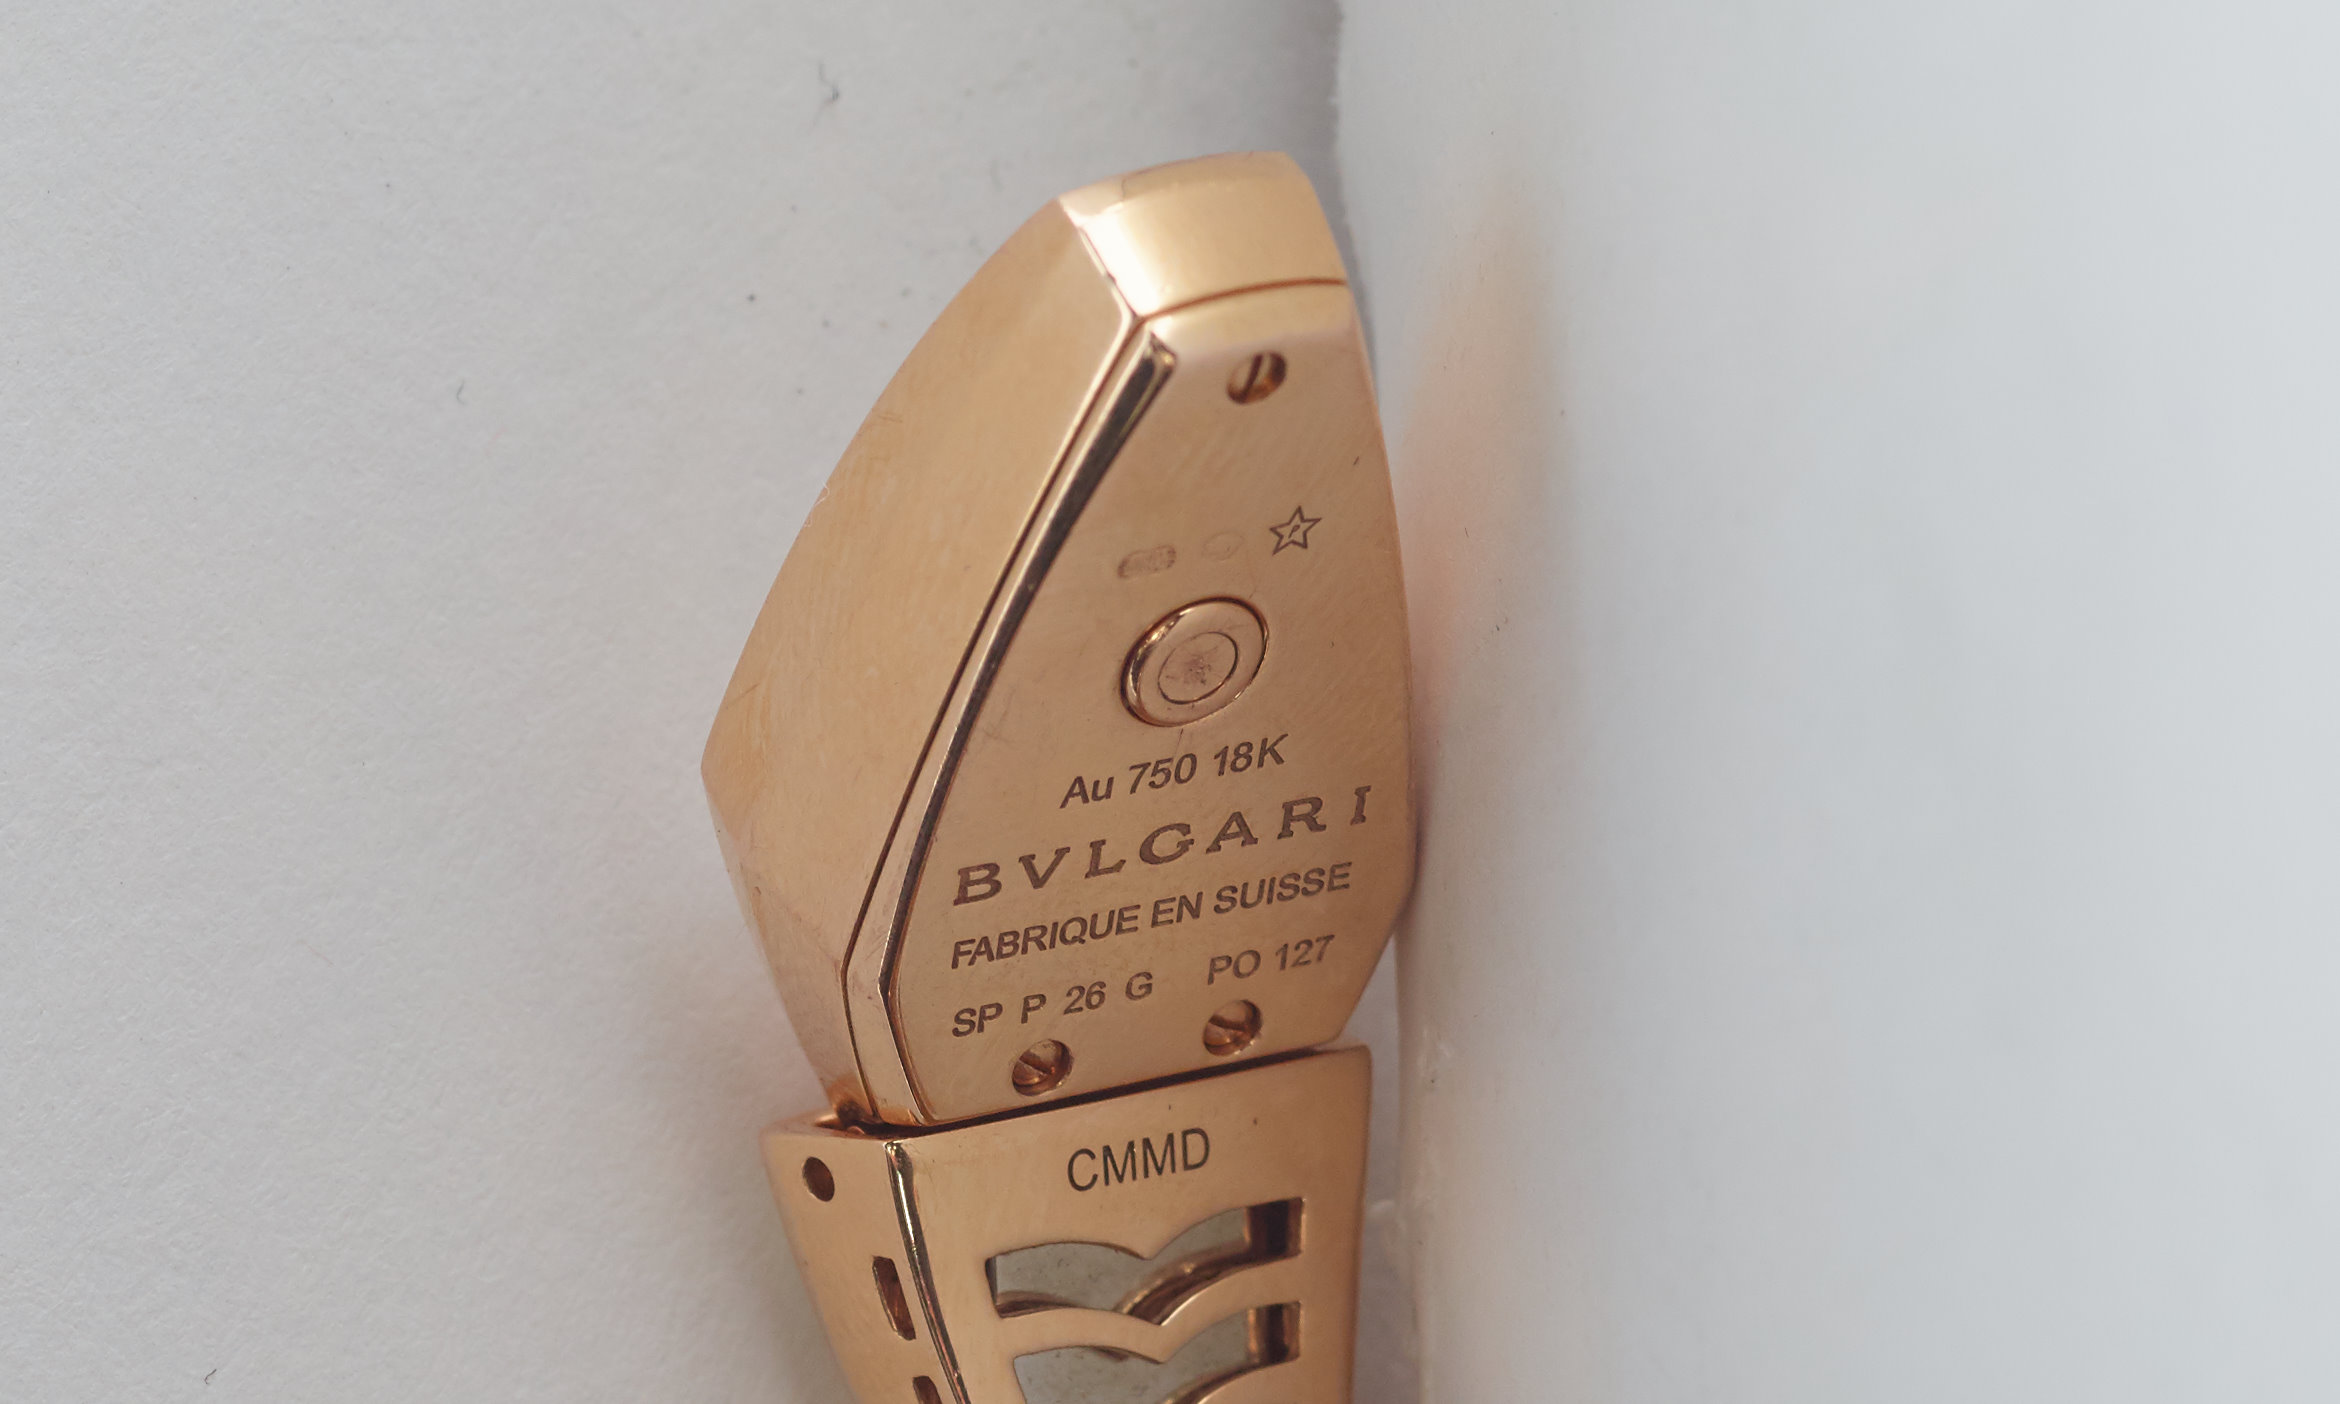 P
Au 750 18K
BVLGARI
FABRIQUE EN SUISSE
SP P 26 G PO 127
CMMD